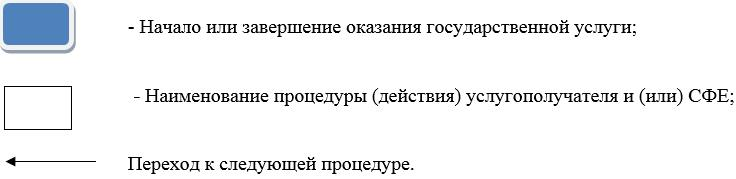 - Начало или завершение оказания государственной услуги;
- Наименование процедуры (действия) услугополучателя и (или) СФЕ;
Переход к следующей процедуре.